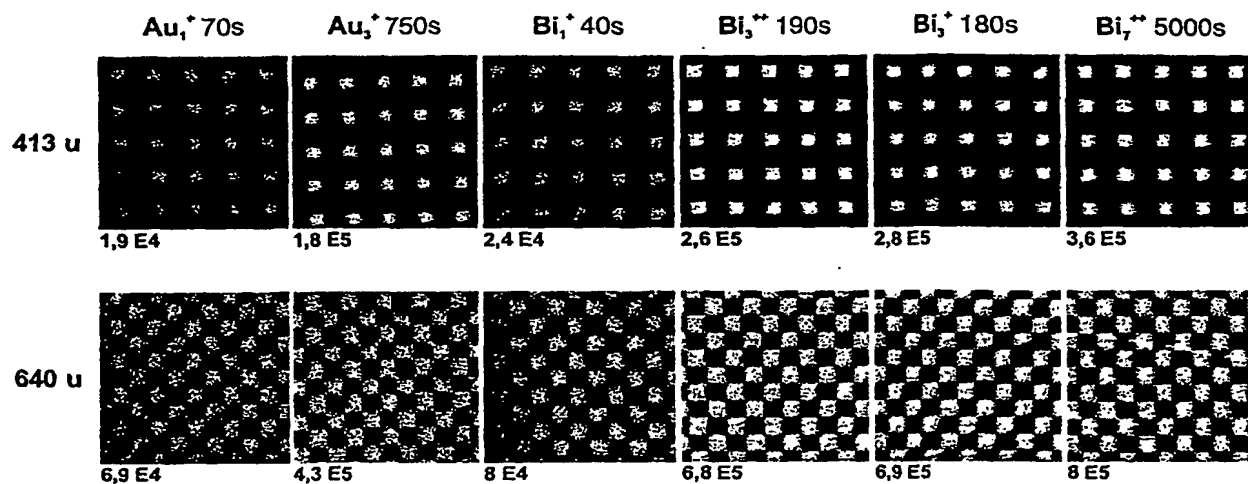 Au₁⁺ 70s Au₃⁺ 750s Bi₁⁺ 40s Bi₃⁺⁺ 190s Bi₃⁺ 180s Bi₇⁺⁺ 5000s
413 u
1,9 E4 1,8 E5 2,4 E4 2,6 E5 2,8 E5 3,6 E5
640 u
6,9 E4 4,3 E5 8 E4 6,8 E5 6,9 E5 8 E5